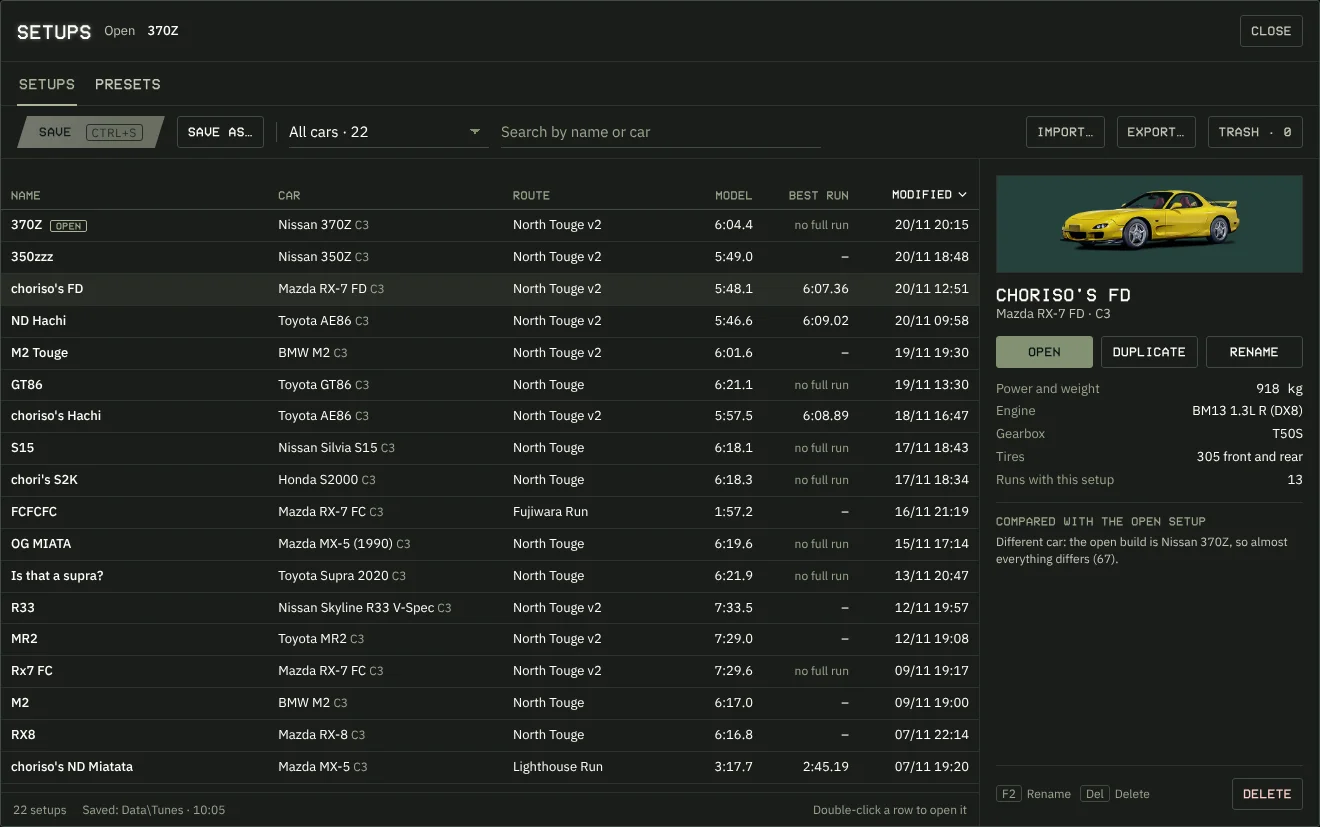 SETUPS Open 370Z CLOSE
SETUPS PRESETS
SAVE CTRL+S SAVE AS… All cars · 22 Search by name or car IMPORT… EXPORT… TRASH · 0
NAME CAR ROUTE MODEL BEST RUN MODIFIED
370Z OPEN Nissan 370Z C3 North Touge v2 6:04.4 no full run 20/11 20:15
350zzz Nissan 350Z C3 North Touge v2 5:49.0 – 20/11 18:48
choriso's FD Mazda RX-7 FD C3 North Touge v2 5:48.1 6:07.36 20/11 12:51
ND Hachi Toyota AE86 C3 North Touge v2 5:46.6 6:09.02 20/11 09:58
M2 Touge BMW M2 C3 North Touge v2 6:01.6 – 19/11 19:30
GT86 Toyota GT86 C3 North Touge 6:21.1 no full run 19/11 13:30
choriso's Hachi Toyota AE86 C3 North Touge v2 5:57.5 6:08.89 18/11 16:47
S15 Nissan Silvia S15 C3 North Touge 6:18.1 no full run 17/11 18:43
chori's S2K Honda S2000 C3 North Touge 6:18.3 no full run 17/11 18:34
FCFCFC Mazda RX-7 FC C3 Fujiwara Run 1:57.2 – 16/11 21:19
OG MIATA Mazda MX-5 (1990) C3 North Touge 6:19.6 no full run 15/11 17:14
Is that a supra? Toyota Supra 2020 C3 North Touge 6:21.9 no full run 13/11 20:47
R33 Nissan Skyline R33 V-Spec C3 North Touge v2 7:33.5 – 12/11 19:57
MR2 Toyota MR2 C3 North Touge v2 7:29.0 – 12/11 19:08
Rx7 FC Mazda RX-7 FC C3 North Touge v2 7:29.6 no full run 09/11 19:17
M2 BMW M2 C3 North Touge 6:17.0 – 09/11 19:00
RX8 Mazda RX-8 C3 North Touge 6:16.8 – 07/11 22:14
choriso's ND Miatata Mazda MX-5 C3 Lighthouse Run 3:17.7 2:45.19 07/11 19:20
22 setups Saved: Data\Tunes · 10:05 Double-click a row to open it
CHORISO'S FD
Mazda RX-7 FD · C3
OPEN DUPLICATE RENAME
Power and weight 918 kg
Engine BM13 1.3L R (DX8)
Gearbox T50S
Tires 305 front and rear
Runs with this setup 13
COMPARED WITH THE OPEN SETUP
Different car: the open build is Nissan 370Z, so almost
everything differs (67).
F2 Rename Del Delete DELETE